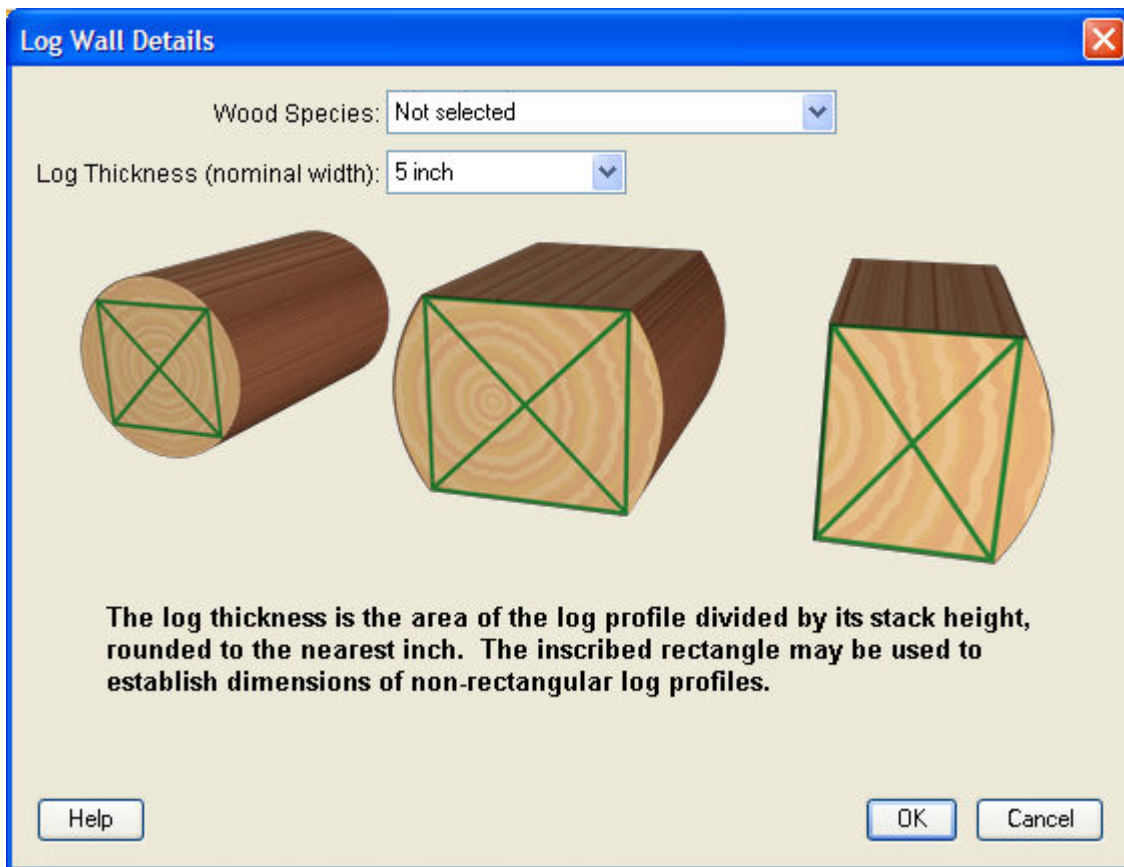 Log Wall Details
Wood Species: Not selected
Log Thickness (nominal width): 5 inch
The log thickness is the area of the log profile divided by its stack height,
rounded to the nearest inch.  The inscribed rectangle may be used to
establish dimensions of non-rectangular log profiles.
Help OK Cancel